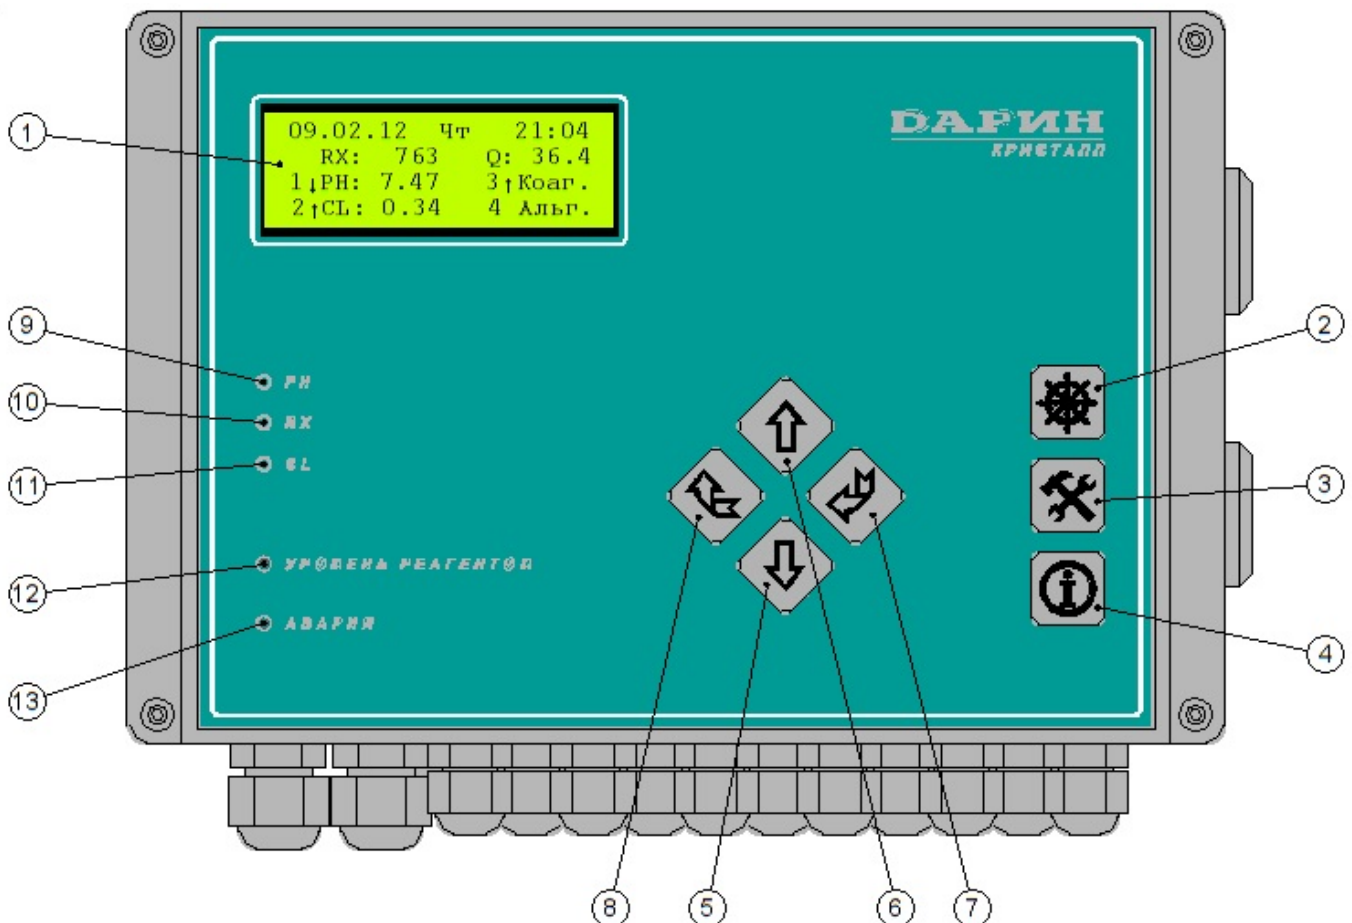 ДАРИН
КРИСТАЛЛ
09.02.12 Чт 21:04
RX: 763 Q: 36.4
1↓PH: 7.47 3↑Коаг.
2↑CL: 0.34 4 Альг.
1
9
PH
2
10
RX
11
CL
3
12
УРОВЕНЬ РЕАГЕНТОВ
13
АВАРИЯ
4
8
5
6
7